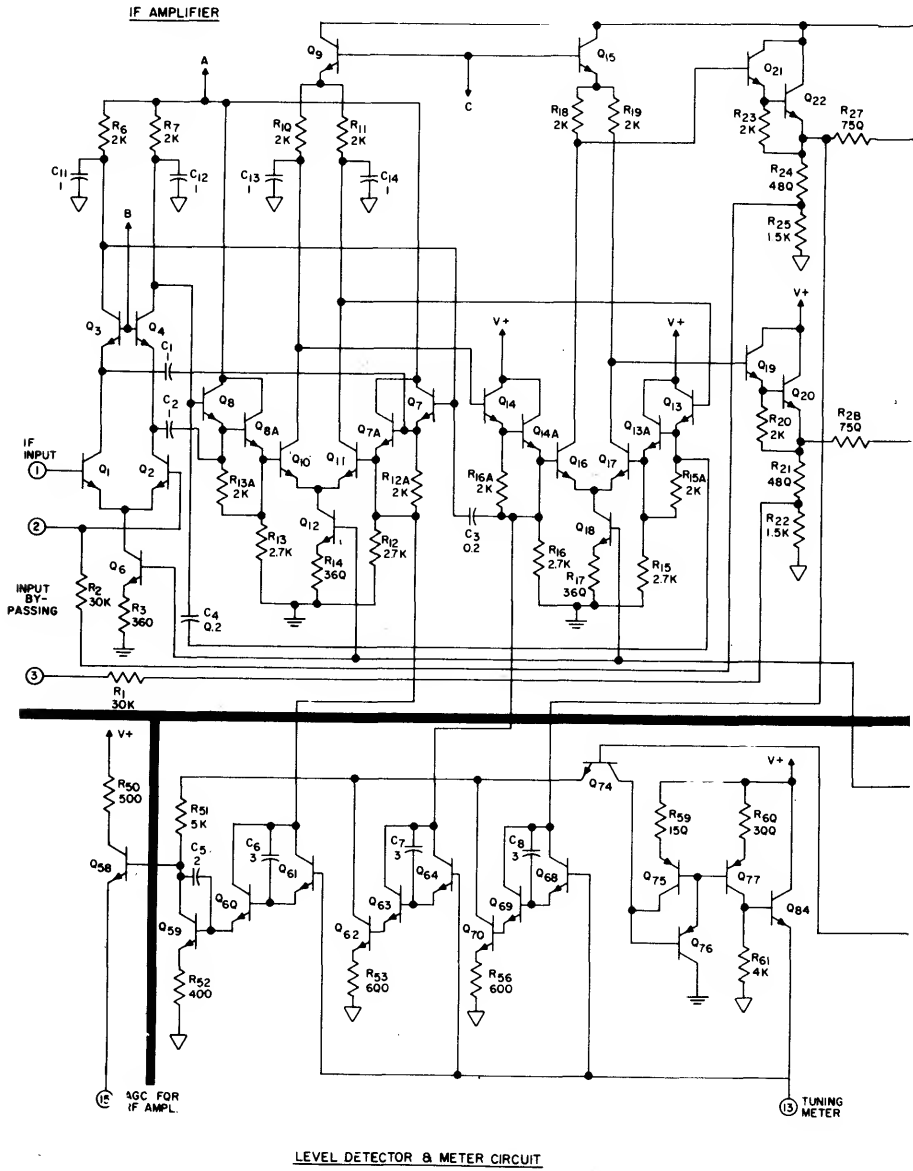 IF AMPLIFIER
A
Q9
C
Q15
Q21
Q22
R6
2K
R7
2K
R10
2K
R11
2K
R18
2K
R19
2K
R23
2K
R27
75Ω
C11
1
C12
1
C13
1
C14
1
R24
48Ω
R25
1.5K
B
V+
V+
V+
Q3
Q4
C1
1
C2
1
Q8
Q8A
Q7
Q7A
Q14
Q14A
Q13
Q13A
Q19
Q20
R20
2K
R28
75Ω
IF
INPUT
1
Q1
Q2
Q10
Q11
R12A
2K
R13A
2K
R16A
2K
Q16
Q17
R15A
2K
R21
48Ω
R22
1.5K
2
Q6
Q12
C3
0.2
Q18
R13
2.7K
R14
36Ω
R12
2.7K
R16
2.7K
R17
36Ω
R15
2.7K
INPUT
BY-
PASSING
R2
30K
R3
360
C4
0.2
3
R1
30K
V+
R50
500
R51
5K
Q74
R59
15Ω
R60
30Ω
V+
C5
2
C6
3
C7
3
C8
3
Q58
Q59
Q60
Q61
Q62
Q63
Q64
Q70
Q69
Q68
Q75
Q77
Q84
Q76
R52
400
R53
600
R56
600
R61
4K
15
AGC FOR
RF AMPL.
13
TUNING
METER
LEVEL DETECTOR & METER CIRCUIT